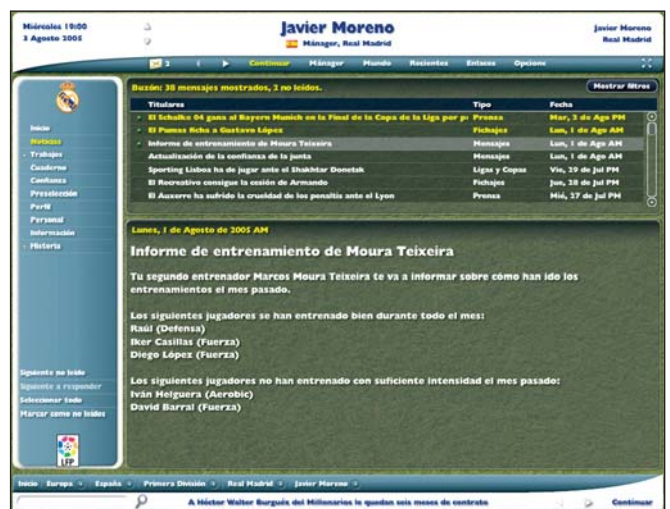 Miércoles 19:00
3 Agosto 2005
Javier Moreno
Mánager, Real Madrid
Javier Moreno
Real Madrid
2 Continuar Mánager Mundo Recientes Enlaces Opciones
Buzón: 38 mensajes mostrados, 2 no leídos.
Mostrar filtros
Titulares Tipo Fecha
El Schalke 04 gana al Bayern Munich en la Final de la Copa de la Liga por p Prensa Mar, 2 de Ago PM
El Pumas ficha a Gustavo López Fichajes Lun, 1 de Ago AM
Informe de entrenamiento de Moura Teixeira Mensajes Lun, 1 de Ago AM
Actualización de la confianza de la junta Mensajes Lun, 1 de Ago AM
Sporting Lisboa ha de jugar ante el Shakhtar Donetsk Ligas y Copas Vie, 29 de Jul PM
El Recreativo consigue la cesión de Armando Fichajes Jue, 28 de Jul PM
El Auxerre ha sufrido la crueldad de los penaltis ante el Lyon Prensa Mié, 27 de Jul PM
Inicio
Noticias
Trabajos
Cuaderno
Confianza
Preselección
Perfil
Personal
Información
Historia
Siguiente no leído
Siguiente a responder
Seleccionar todo
Marcar como no leídos
LFP
Lunes, 1 de Agosto de 2005 AM
Informe de entrenamiento de Moura Teixeira
Tu segundo entrenador Marcos Moura Teixeira te va a informar sobre cómo han ido los
entrenamientos el mes pasado.
Los siguientes jugadores se han entrenado bien durante todo el mes:
Raúl (Defensa)
Iker Casillas (Fuerza)
Diego López (Fuerza)
Los siguientes jugadores no han entrenado con suficiente intensidad el mes pasado:
Iván Helguera (Aerobic)
David Barral (Fuerza)
Inicio Europa España Primera División Real Madrid Javier Moreno
A Héctor Walter Burgués del Millonarios le quedan seis meses de contrato
Continuar